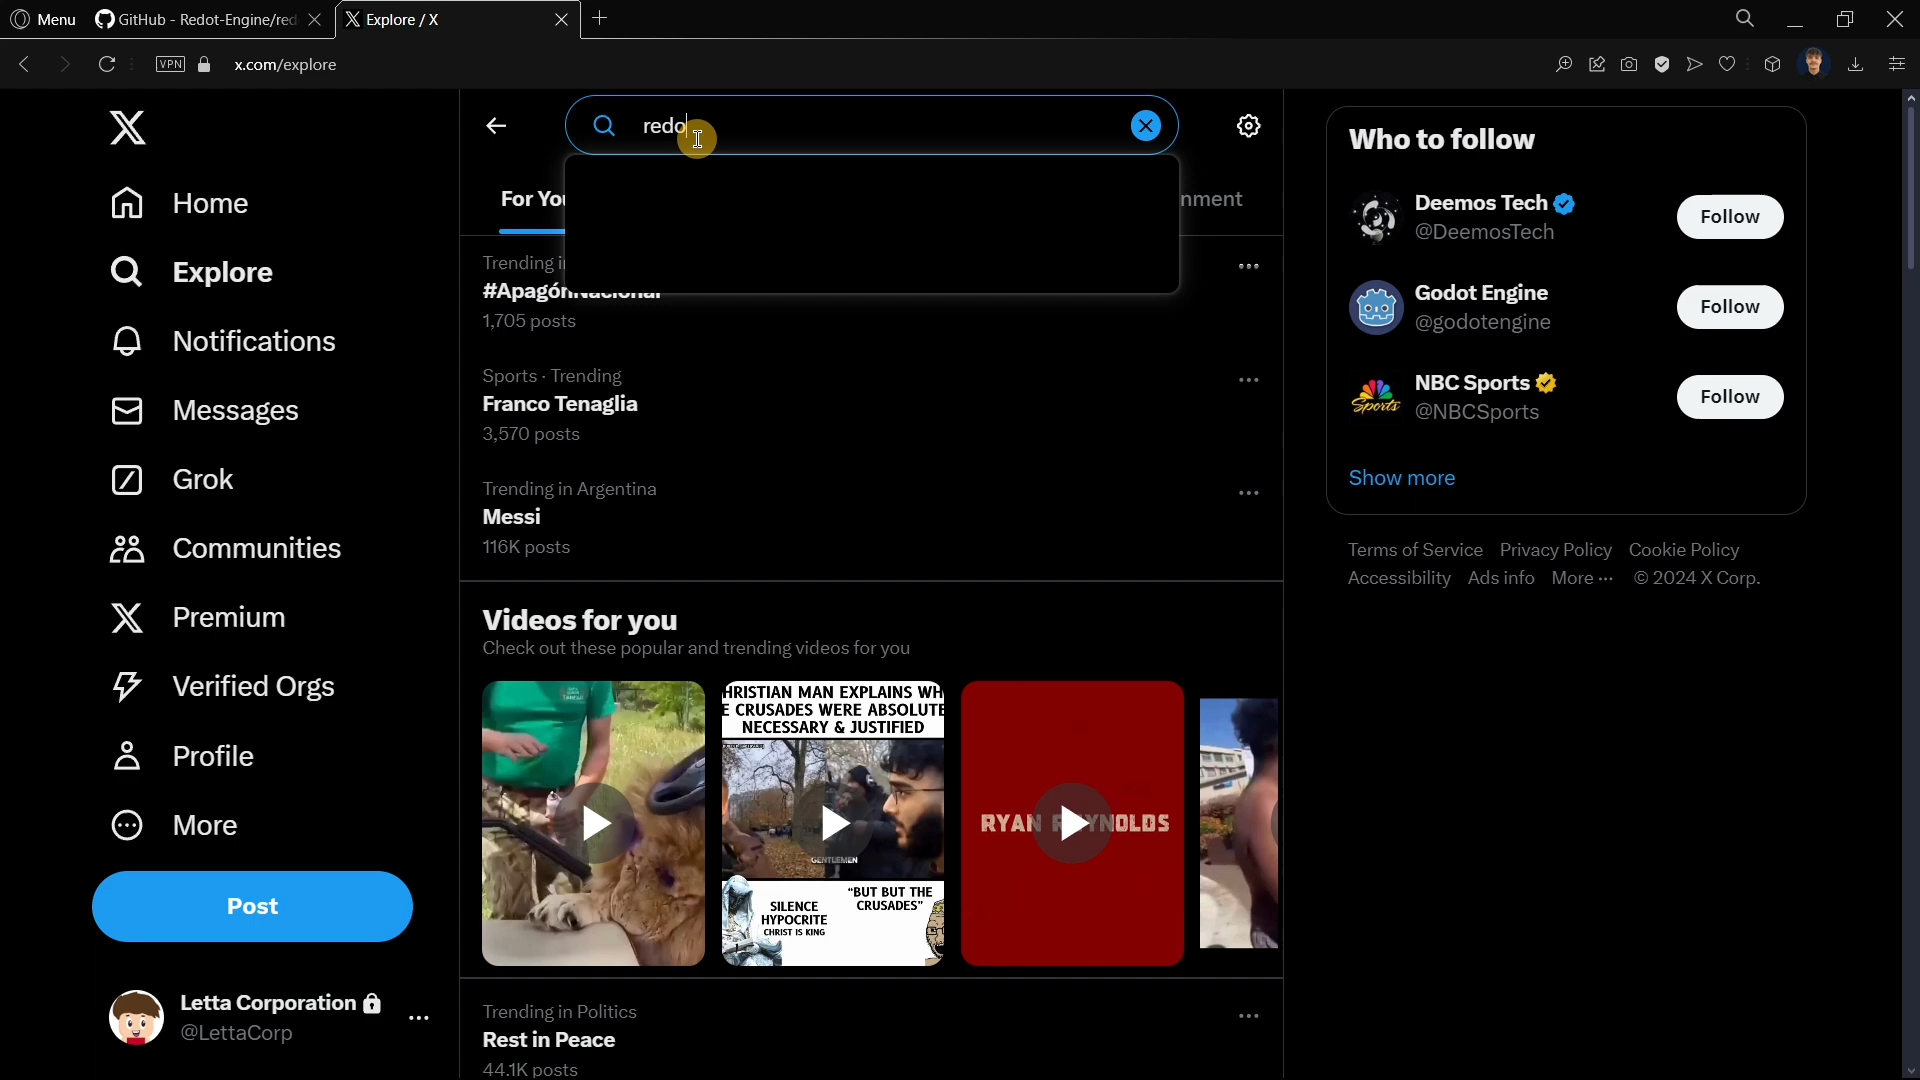 Menu
GitHub - Redot-Engine/red
Explore / X
VPN
x.com/explore
Home
Explore
Notifications
Messages
Grok
Communities
Premium
Verified Orgs
Profile
More
Post
Letta Corporation
@LettaCorp
redo
For You
nment
Trending in
#ApagónNacional
1,705 posts
Sports · Trending
Franco Tenaglia
3,570 posts
Trending in Argentina
Messi
116K posts
Videos for you
Check out these popular and trending videos for you
HRISTIAN MAN EXPLAINS WH
E CRUSADES WERE ABSOLUTE
NECESSARY & JUSTIFIED
GENTLEMEN
SILENCE
HYPOCRITE
CHRIST IS KING
"BUT BUT THE
CRUSADES"
RYAN REYNOLDS
Trending in Politics
Rest in Peace
44.1K posts
Who to follow
Deemos Tech
@DeemosTech
Follow
Godot Engine
@godotengine
Follow
NBC Sports
@NBCSports
Sports
Follow
Show more
Terms of Service Privacy Policy Cookie Policy
Accessibility Ads info More ··· © 2024 X Corp.